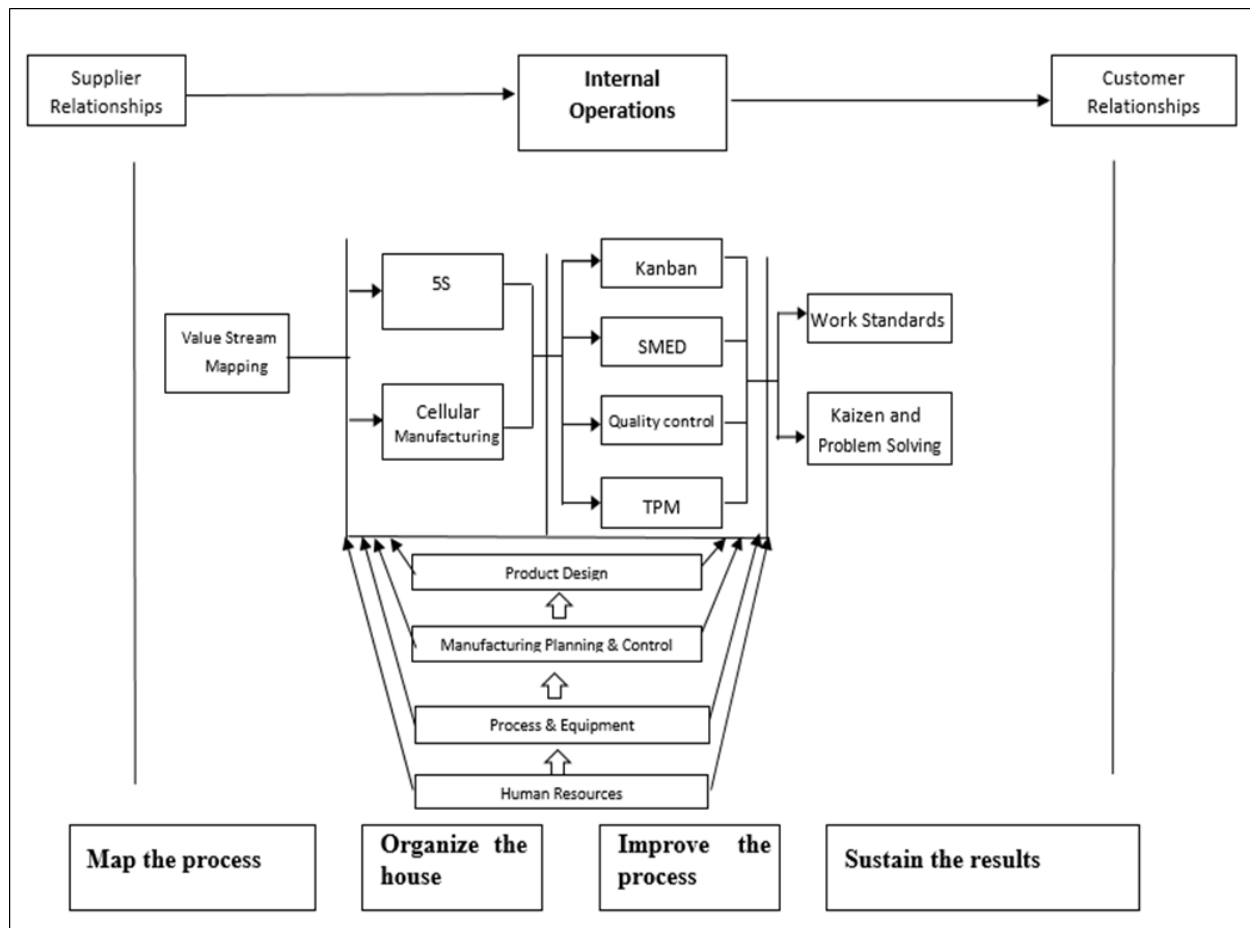 Supplier
Relationships
Internal
Operations
Customer
Relationships
Value Stream
Mapping
5S
Cellular
Manufacturing
Kanban
SMED
Quality control
TPM
Work Standards
Kaizen and
Problem Solving
Product Design
Manufacturing Planning & Control
Process & Equipment
Human Resources
Map the process
Organize the
house
Improve the
process
Sustain the results